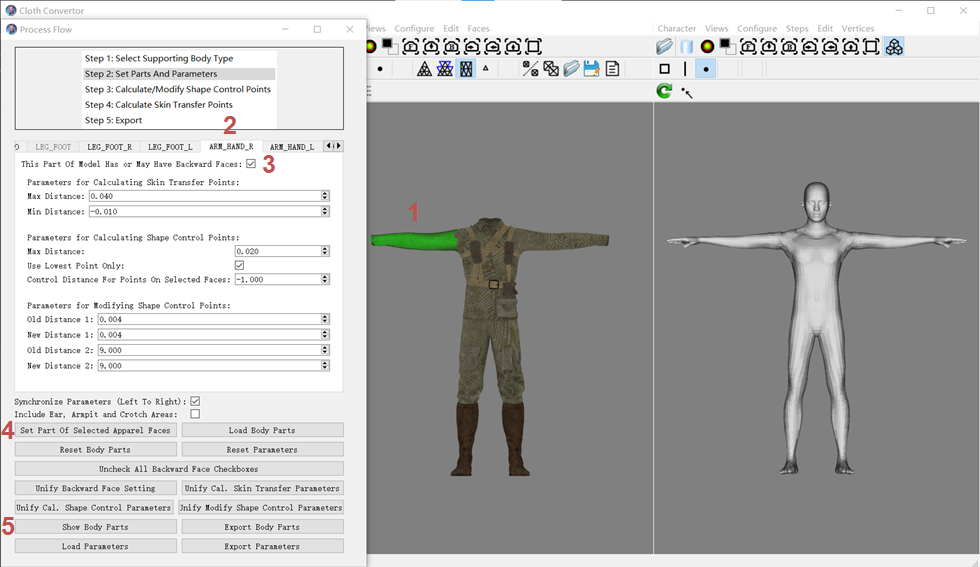 Cloth Convertor
Process Flow
Views Configure Edit Faces
Character Views Configure Steps Edit Vertices
Step 1: Select Supporting Body Type
Step 2: Set Parts And Parameters
Step 3: Calculate/Modify Shape Control Points
Step 4: Calculate Skin Transfer Points
Step 5: Export
2
LEG_FOOT LEG_FOOT_R LEG_FOOT_L ARM_HAND_R ARM_HAND_L
This Part Of Model Has or May Have Backward Faces:
3
Parameters for Calculating Skin Transfer Points:
Max Distance: 0.040
Min Distance: -0.010
1
Parameters for Calculating Shape Control Points:
Max Distance: 0.020
Use Lowest Point Only:
Control Distance For Points On Selected Faces: -1.000
Parameters for Modifying Shape Control Points:
Old Distance 1: 0.004
New Distance 1: 0.004
Old Distance 2: 9.000
New Distance 2: 9.000
Synchronize Parameters (Left To Right):
Include Ear, Armpit and Crotch Areas:
4
Set Part Of Selected Apparel Faces Load Body Parts
Reset Body Parts Reset Parameters
Uncheck All Backward Face Checkboxes
Unify Backward Face Setting Unify Cal. Skin Transfer Parameters
Unify Cal. Shape Control Parameters Unify Modify Shape Control Parameters
5
Show Body Parts Export Body Parts
Load Parameters Export Parameters